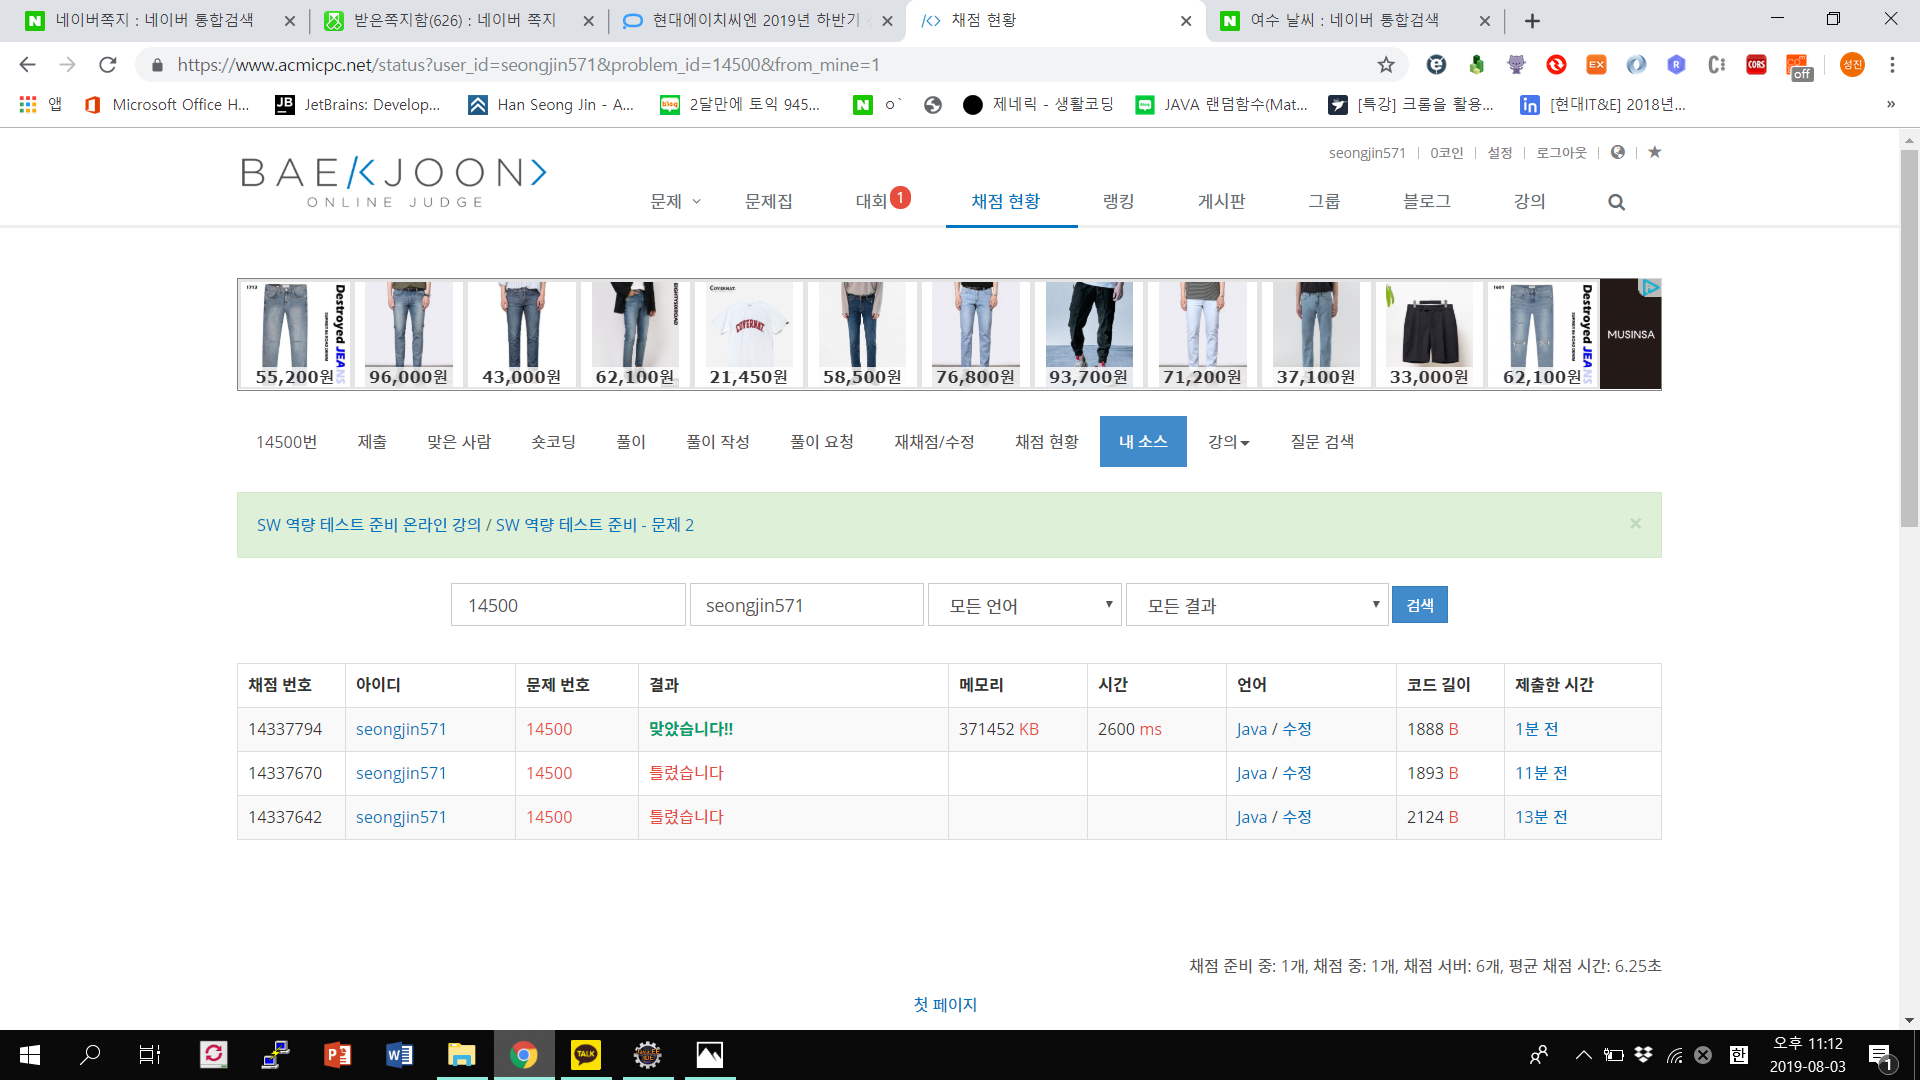 네이버쪽지 : 네이버 통합검색
받은쪽지함(626) : 네이버 쪽지
현대에이치씨엔 2019년 하반기
채점 현황
여수 날씨 : 네이버 통합검색
https://www.acmicpc.net/status?user_id=seongjin571&problem_id=14500&from_mine=1
EX
R
CORS
off
성진
앱
Microsoft Office H...
JetBrains: Develop...
Han Seong Jin - A...
2달만에 토익 945...
ㅇ`
제네릭 - 생활코딩
JAVA 랜덤함수(Mat...
[특강] 크롬을 활용...
[현대IT&E] 2018년...
»
seongjin571 | 0코인 | 설정 | 로그아웃
BAEKJOON>
ONLINE JUDGE
문제
문제집
대회 1
채점 현황
랭킹
게시판
그룹
블로그
강의
1713
Destroyed JEANS
COVERNAT.
COVERNAT
EIGHTYSIXROAD
1601
Destroyed JEANS
MUSINSA
55,200원
96,000원
43,000원
62,100원
21,450원
58,500원
76,800원
93,700원
71,200원
37,100원
33,000원
62,100원
14500번
제출
맞은 사람
숏코딩
풀이
풀이 작성
풀이 요청
재채점/수정
채점 현황
내 소스
강의
질문 검색
SW 역량 테스트 준비 온라인 강의 / SW 역량 테스트 준비 - 문제 2
×
14500
seongjin571
모든 언어
모든 결과
검색
채점 번호 아이디 문제 번호 결과 메모리 시간 언어 코드 길이 제출한 시간
14337794 seongjin571 14500 맞았습니다!! 371452 KB 2600 ms Java / 수정 1888 B 1분 전
14337670 seongjin571 14500 틀렸습니다 Java / 수정 1893 B 11분 전
14337642 seongjin571 14500 틀렸습니다 Java / 수정 2124 B 13분 전
채점 준비 중: 1개, 채점 중: 1개, 채점 서버: 6개, 평균 채점 시간: 6.25초
첫 페이지
TALK
한
오후 11:12
2019-08-03
1